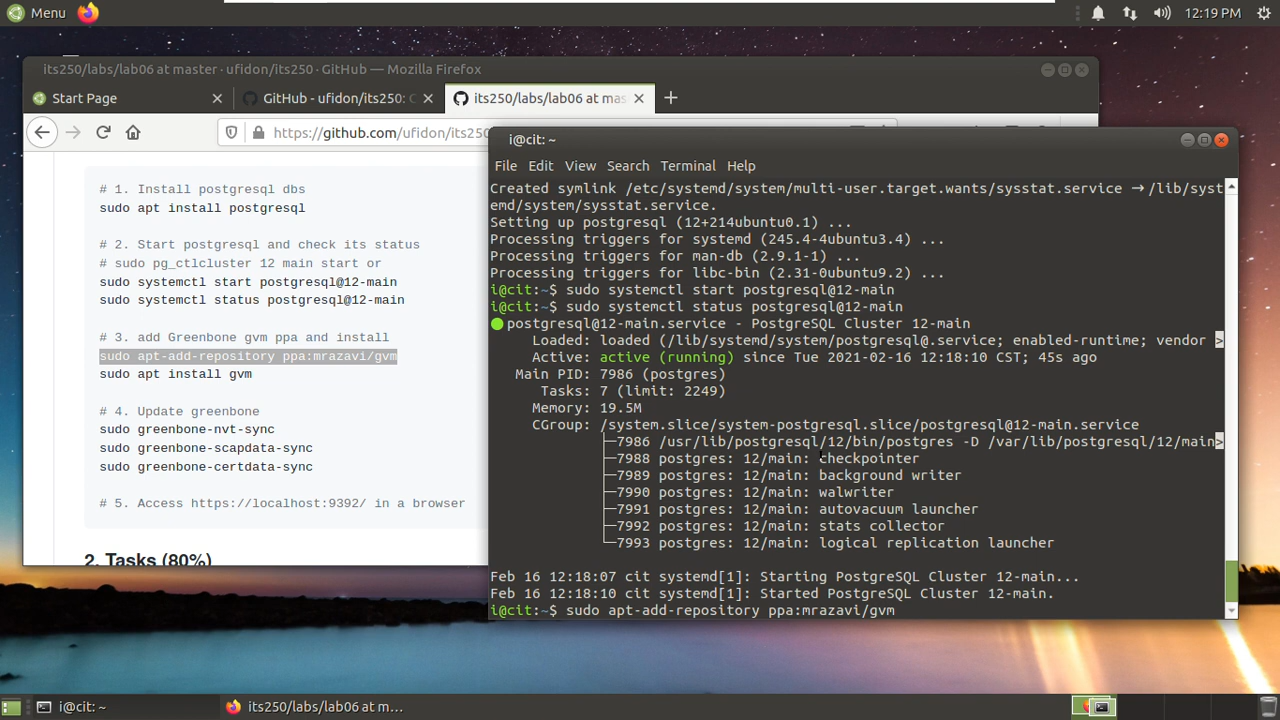 Menu
12:19 PM
its250/labs/lab06 at master · ufidon/its250 · GitHub — Mozilla Firefox
Start Page
GitHub - ufidon/its250:
its250/labs/lab06 at mas
https://github.com/ufidon/its250
# 1. Install postgresql dbs
sudo apt install postgresql
# 2. Start postgresql and check its status
# sudo pg_ctlcluster 12 main start or
sudo systemctl start postgresql@12-main
sudo systemctl status postgresql@12-main
# 3. add Greenbone gvm ppa and install
sudo apt-add-repository ppa:mrazavi/gvm
sudo apt install gvm
# 4. Update greenbone
greenbone-nvt-sync
greenbone-scapdata-sync
greenbone-certdata-sync
# 5. Access https://localhost:9392/ in a browser
2. Tasks (80%)
i@cit: ~
File Edit View Search Terminal Help
Created symlink /etc/systemd/system/multi-user.target.wants/sysstat.service → /lib/syst
emd/system/sysstat.service.
Setting up postgresql (12+214ubuntu0.1) ...
Processing triggers for systemd (245.4-4ubuntu3.4) ...
Processing triggers for man-db (2.9.1-1) ...
Processing triggers for libc-bin (2.31-0ubuntu9.2) ...
i@cit:~$ sudo systemctl start postgresql@12-main
i@cit:~$ sudo systemctl status postgresql@12-main
● postgresql@12-main.service - PostgreSQL Cluster 12-main
Loaded: loaded (/lib/systemd/system/postgresql@.service; enabled-runtime; vendor >
Active: active (running) since Tue 2021-02-16 12:18:10 CST; 45s ago
Main PID: 7986 (postgres)
Tasks: 7 (limit: 2249)
Memory: 19.5M
CGroup: /system.slice/system-postgresql.slice/postgresql@12-main.service
├─7986 /usr/lib/postgresql/12/bin/postgres -D /var/lib/postgresql/12/main>
├─7988 postgres: 12/main: checkpointer
├─7989 postgres: 12/main: background writer
├─7990 postgres: 12/main: walwriter
├─7991 postgres: 12/main: autovacuum launcher
├─7992 postgres: 12/main: stats collector
└─7993 postgres: 12/main: logical replication launcher
Feb 16 12:18:07 cit systemd[1]: Starting PostgreSQL Cluster 12-main...
Feb 16 12:18:10 cit systemd[1]: Started PostgreSQL Cluster 12-main.
i@cit:~$ sudo apt-add-repository ppa:mrazavi/gvm
i@cit: ~
its250/labs/lab06 at m...